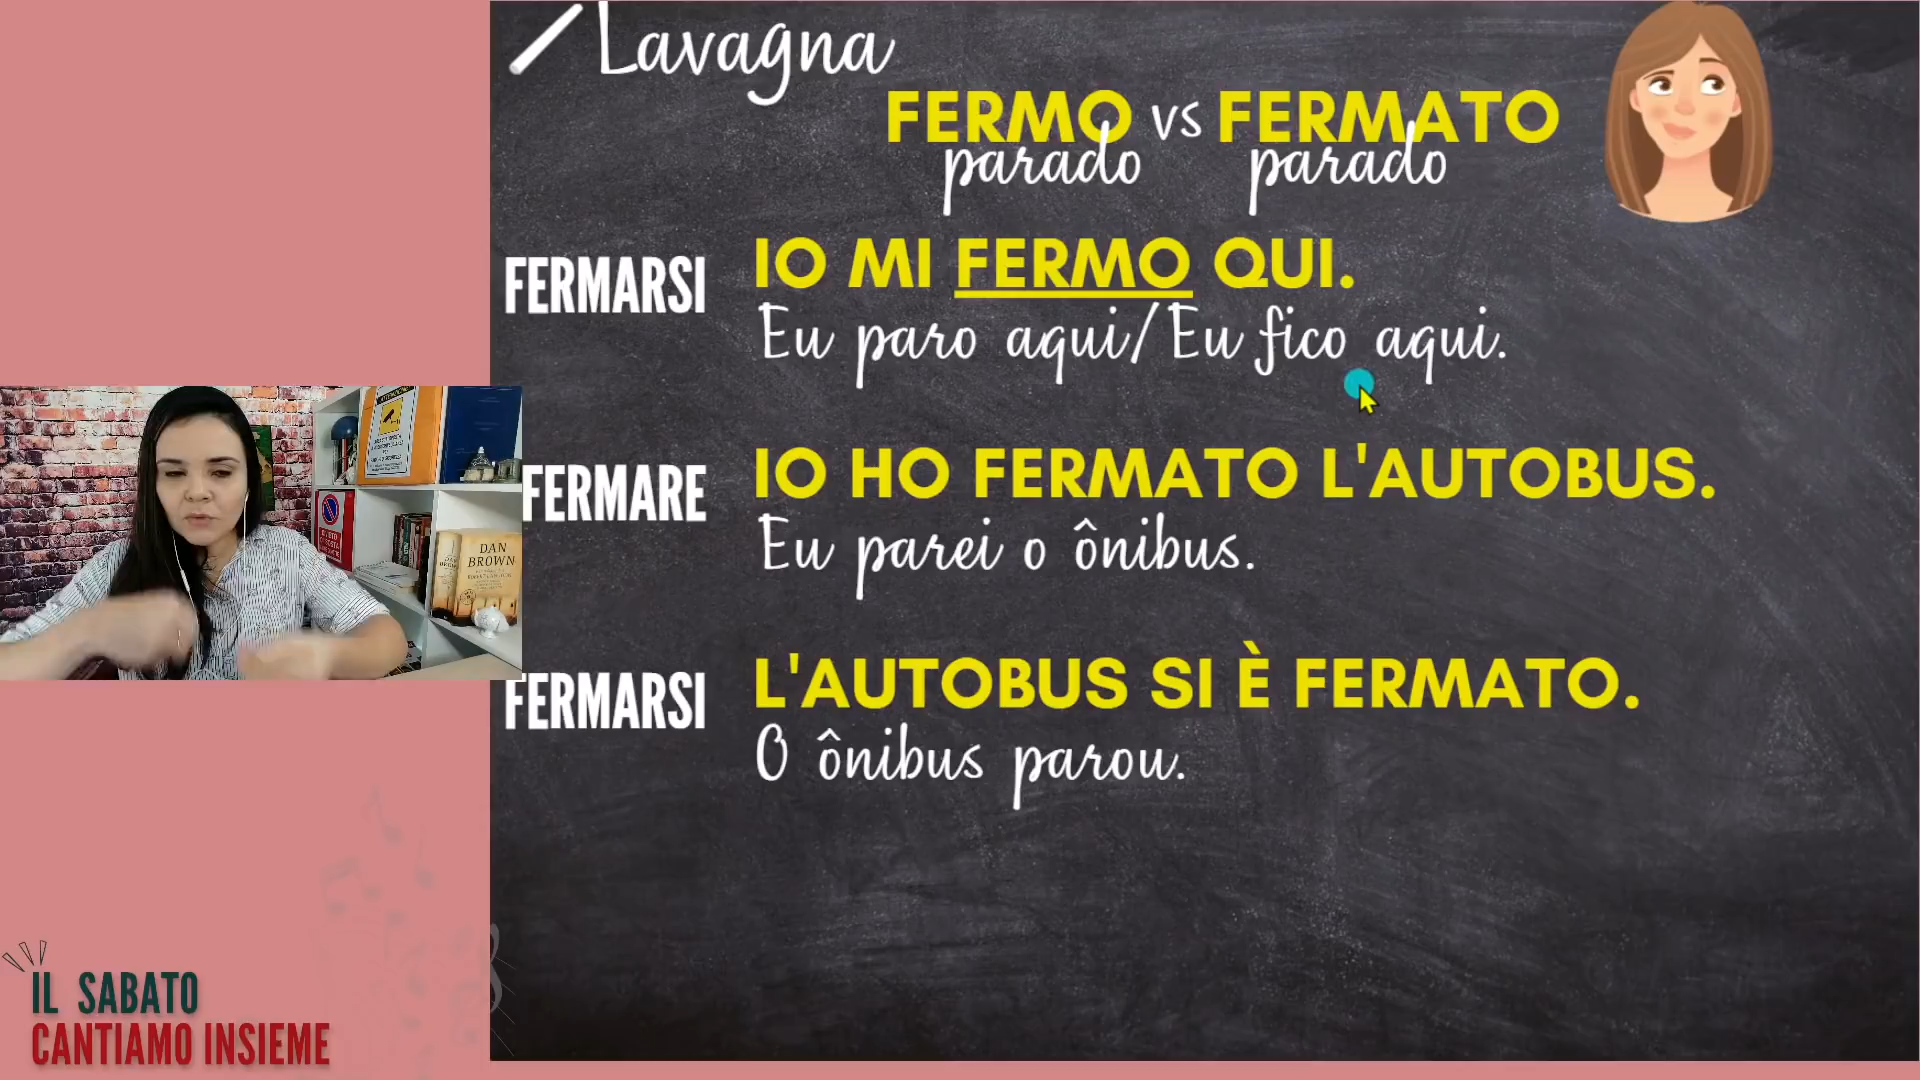 Lavagna
FERMO vs FERMATO
parado parado
FERMARSI
IO MI FERMO QUI.
Eu paro aqui/Eu fico aqui.
FERMARE
IO HO FERMATO L'AUTOBUS.
Eu parei o ônibus.
FERMARSI
L'AUTOBUS SI È FERMATO.
O ônibus parou.
DAN
BROWN
IL SABATO
CANTIAMO INSIEME